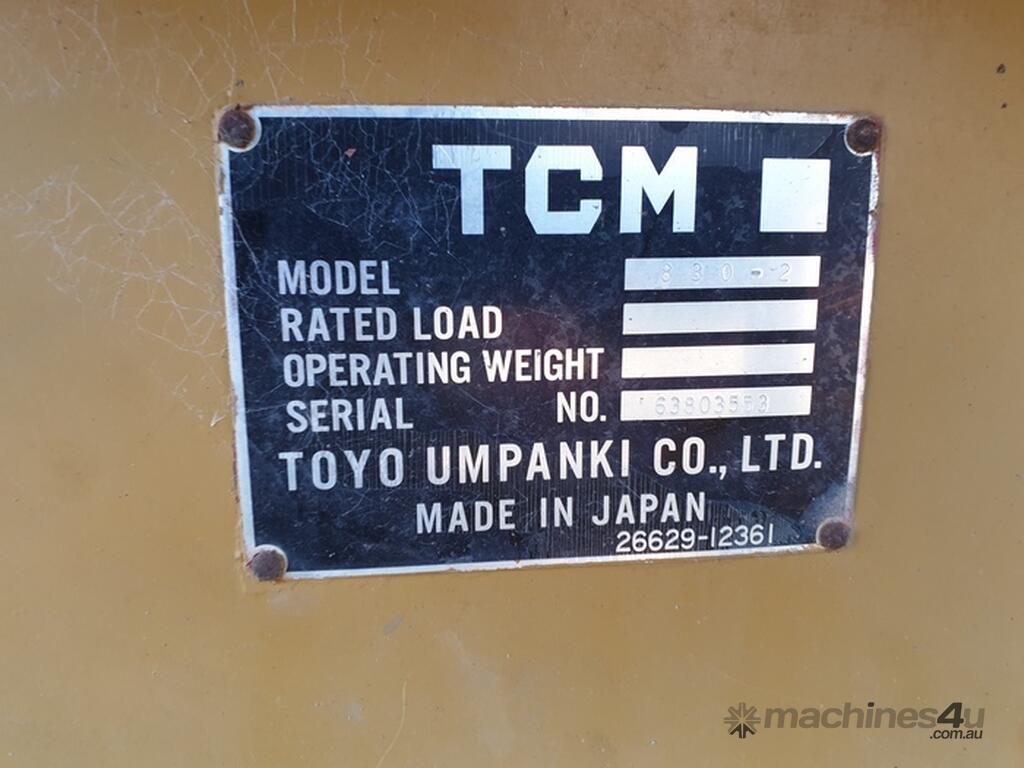 TCM
MODEL 830-2
RATED LOAD
OPERATING WEIGHT
SERIAL NO. 63803553
TOYO UMPANKI CO., LTD.
MADE IN JAPAN
26629-12361
machines4u
.com.au